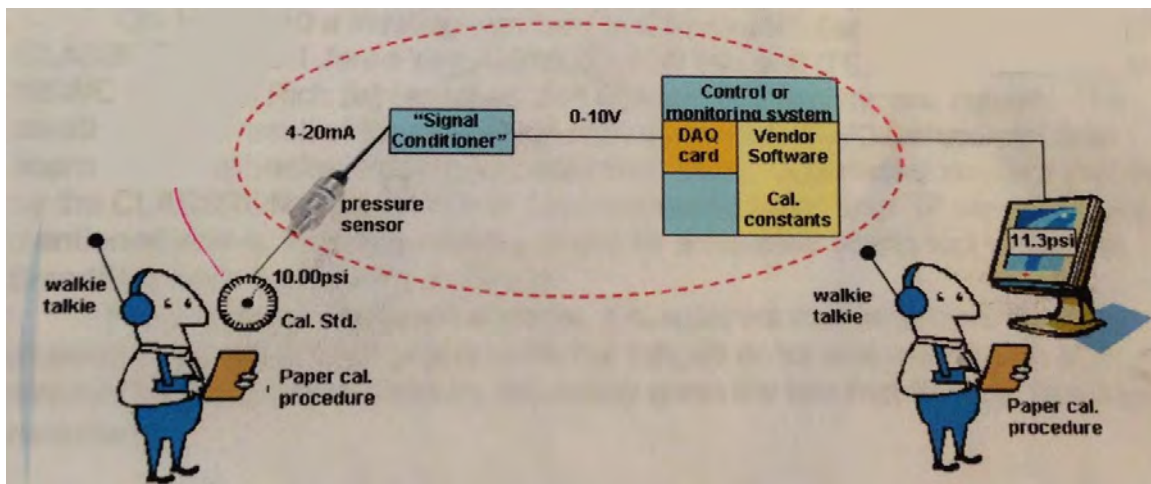 4-20mA
"Signal
Conditioner"
0-10V
Control or
monitoring system
DAQ
card
Vendor
Software
Cal.
constants
pressure
sensor
10.00psi
Cal. Std.
walkie
talkie
Paper cal.
procedure
11.3psi
walkie
talkie
Paper cal.
procedure